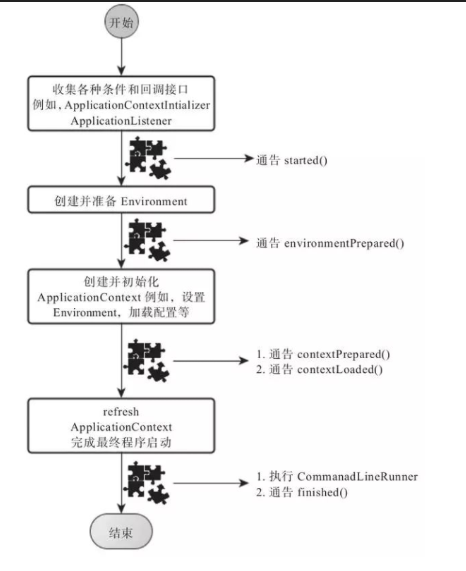 开始
收集各种条件和回调接口
例如，ApplicationContextIntializer
ApplicationListener
通告 started()
创建并准备 Environment
通告 environmentPrepared()
创建并初始化
ApplicationContext 例如，设置
Environment，加载配置等
1. 通告 contextPrepared()
2. 通告 contextLoaded()
refresh
ApplicationContext
完成最终程序启动
1. 执行 CommanadLineRunner
2. 通告 finished()
结束